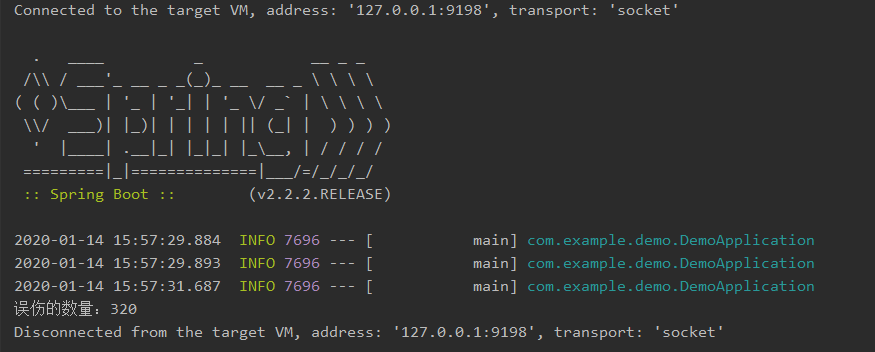 Connected to the target VM, address: '127.0.0.1:9198', transport: 'socket'
  .   ____          _            __ _ _
 /\\ / ___'_ __ _ _(_)_ __  __ _ \ \ \ \
( ( )\___ | '_ | '_| | '_ \/ _` | \ \ \ \
 \\/  ___)| |_)| | | | | || (_| |  ) ) ) )
  '  |____| .__|_| |_|_| |_\__, | / / / /
 =========|_|==============|___/=/_/_/_/
 :: Spring Boot ::        (v2.2.2.RELEASE)
2020-01-14 15:57:29.884  INFO 7696 --- [           main] com.example.demo.DemoApplication
2020-01-14 15:57:29.893  INFO 7696 --- [           main] com.example.demo.DemoApplication
2020-01-14 15:57:31.687  INFO 7696 --- [           main] com.example.demo.DemoApplication
误伤的数量：320
Disconnected from the target VM, address: '127.0.0.1:9198', transport: 'socket'